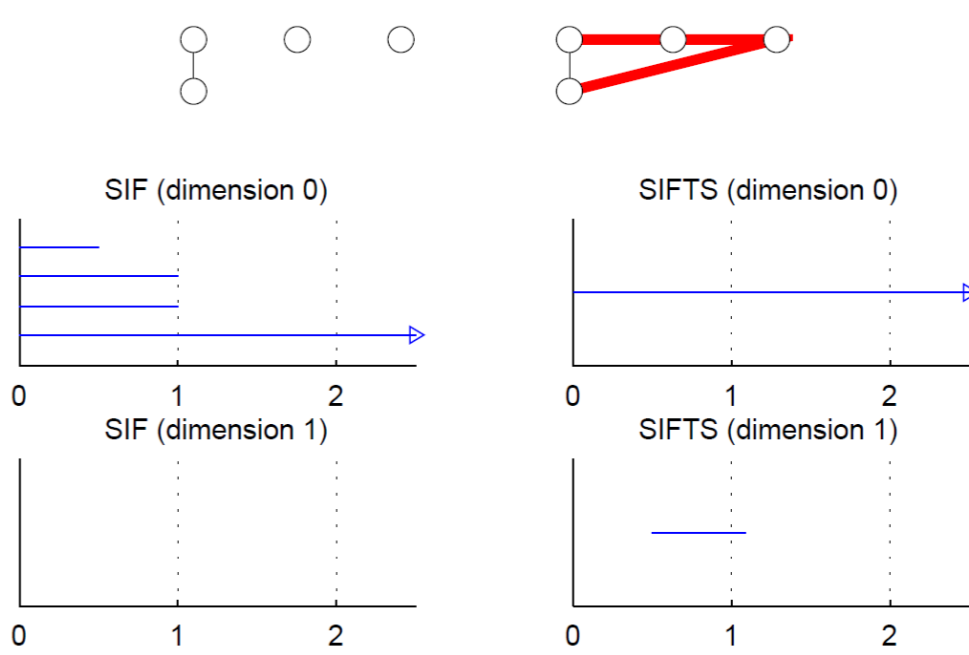 SIF (dimension 0)
SIFTS (dimension 0)
0 1 2
0 1 2
SIF (dimension 1)
SIFTS (dimension 1)
0 1 2
0 1 2